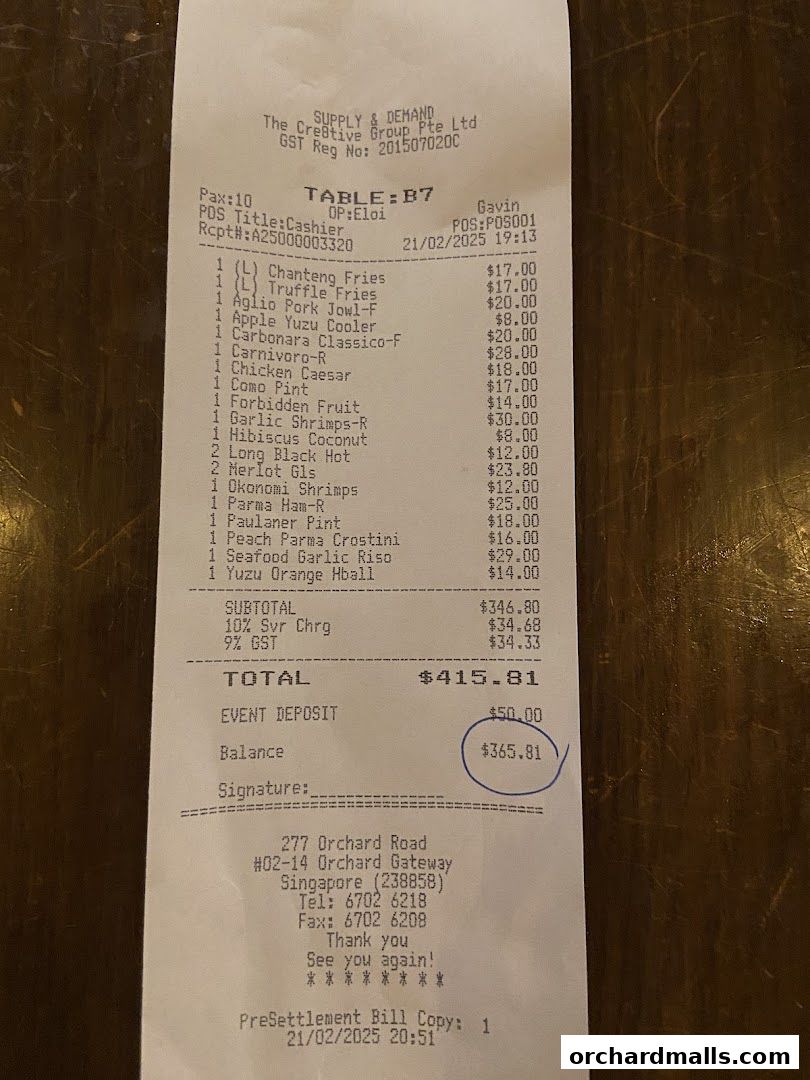 SUPPLY & DEMAND
The Cre8tive Group Pte Ltd
GST Reg No: 201507020C
TABLE:B7
Pax:10 OP:Eloi Gavin
POS Title:Cashier POS:POS001
Rcpt#:A25000003320 21/02/2025 19:13
1 (L) Chanteng Fries $17.00
1 (L) Truffle Fries $17.00
1 Aglio Pork Jowl-F $20.00
1 Apple Yuzu Cooler $8.00
1 Carbonara Classico-F $20.00
1 Carnivoro-R $28.00
1 Chicken Caesar $18.00
1 Como Pint $17.00
1 Forbidden Fruit $14.00
1 Garlic Shrimps-R $30.00
1 Hibiscus Coconut $8.00
2 Long Black Hot $12.00
2 Merlot Gls $23.80
1 Okonomi Shrimps $12.00
1 Parma Ham-R $25.00
1 Paulaner Pint $18.00
1 Peach Parma Crostini $16.00
1 Seafood Garlic Riso $29.00
1 Yuzu Orange Hball $14.00
SUBTOTAL $346.80
10% Svr Chrg $34.68
9% GST $34.33
TOTAL $415.81
EVENT DEPOSIT $50.00
Balance $365.81
Signature:______________
277 Orchard Road
#02-14 Orchard Gateway
Singapore (238858)
Tel: 6702 6218
Fax: 6702 6208
Thank you
See you again!
* * * * * * * *
PreSettlement Bill Copy: 1
21/02/2025 20:51
orchardmalls.com